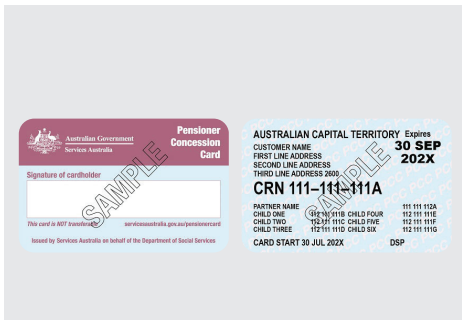 Australian Government
Services Australia
Pensioner
Concession
Card
Signature of cardholder
SAMPLE
This card is NOT transferable servicesaustralia.gov.au/pensionercard
Issued by Services Australia on behalf of the Department of Social Services
AUSTRALIAN CAPITAL TERRITORY Expires
CUSTOMER NAME 30 SEP
FIRST LINE ADDRESS 202X
SECOND LINE ADDRESS
THIRD LINE ADDRESS 2600
CRN 111–111–111A
SAMPLE
PARTNER NAME 111 111 112A
CHILD ONE 112 111 111B CHILD FOUR 112 111 111E
CHILD TWO 112 111 111C CHILD FIVE 112 111 111F
CHILD THREE 112 111 111D CHILD SIX 112 111 111G
CARD START 30 JUL 202X DSP